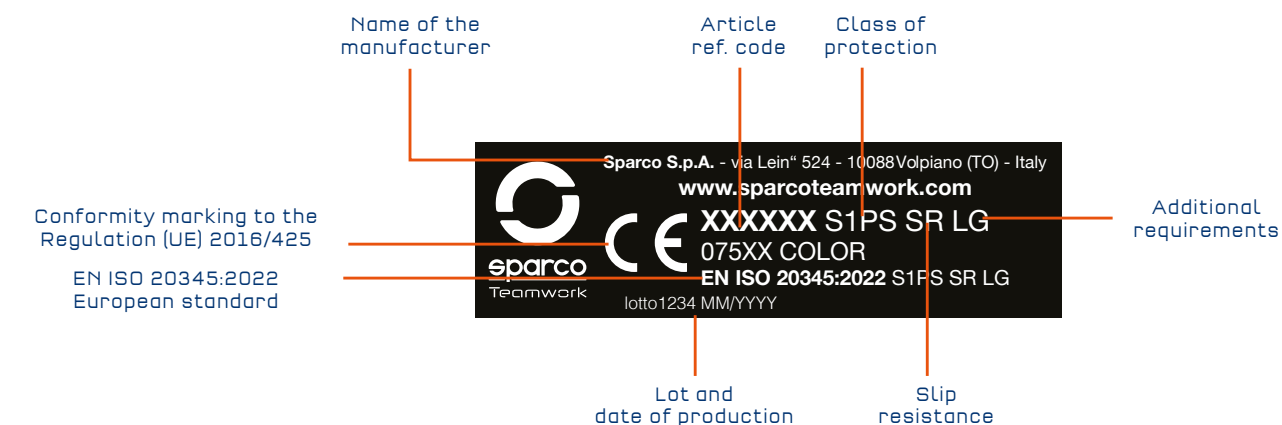 Name of the
manufacturer
Article
ref. code
Class of
protection
Sparco S.p.A. - via Lein“ 524 - 10088 Volpiano (TO) - Italy
www.sparcoteamwork.com
XXXXXX S1PS SR LG
075XX COLOR
EN ISO 20345:2022 S1PS SR LG
lotto1234 MM/YYYY
sparco
Teamwork
CE
Conformity marking to the
Regulation (UE) 2016/425
EN ISO 20345:2022
European standard
Additional
requirements
Lot and
date of production
Slip
resistance